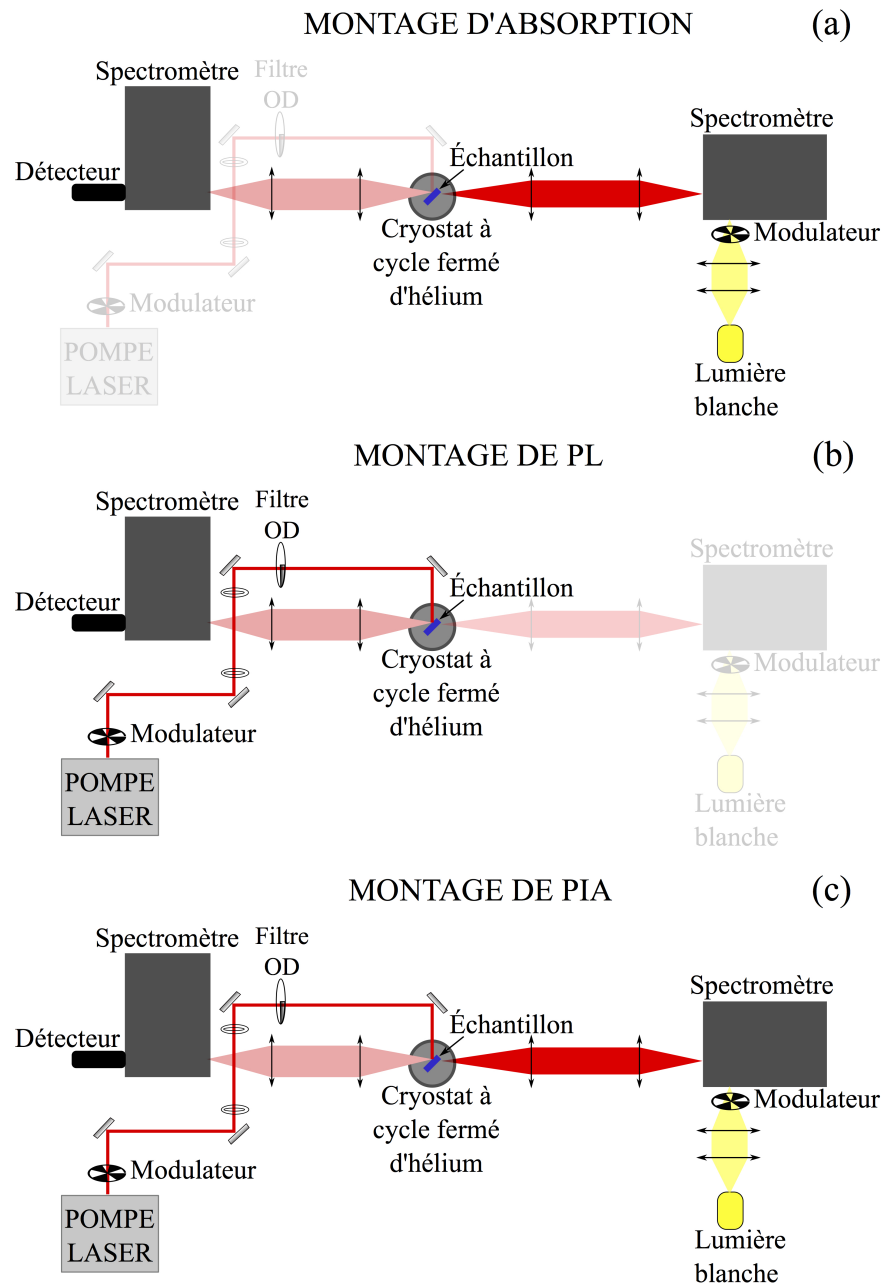 MONTAGE D'ABSORPTION
(a)
Spectromètre
Filtre
OD
Spectromètre
Détecteur
Échantillon
Cryostat à
cycle fermé
d'hélium
Modulateur
Modulateur
POMPE
LASER
Lumière
blanche
MONTAGE DE PL
(b)
Spectromètre
Filtre
OD
Spectromètre
Détecteur
Échantillon
Cryostat à
cycle fermé
d'hélium
Modulateur
Modulateur
POMPE
LASER
Lumière
blanche
MONTAGE DE PIA
(c)
Spectromètre
Filtre
OD
Spectromètre
Détecteur
Échantillon
Cryostat à
cycle fermé
d'hélium
Modulateur
Modulateur
POMPE
LASER
Lumière
blanche